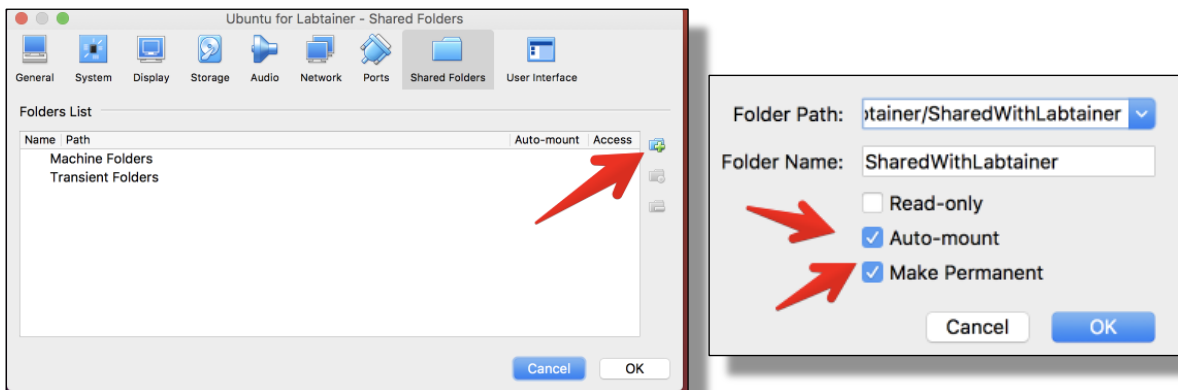 Ubuntu for Labtainer - Shared Folders
General System Display Storage Audio Network Ports Shared Folders User Interface
Folders List
Name Path Auto-mount Access
Machine Folders
Transient Folders
Cancel OK
Folder Path: otainer/SharedWithLabtainer
Folder Name: SharedWithLabtainer
Read-only
Auto-mount
Make Permanent
Cancel OK